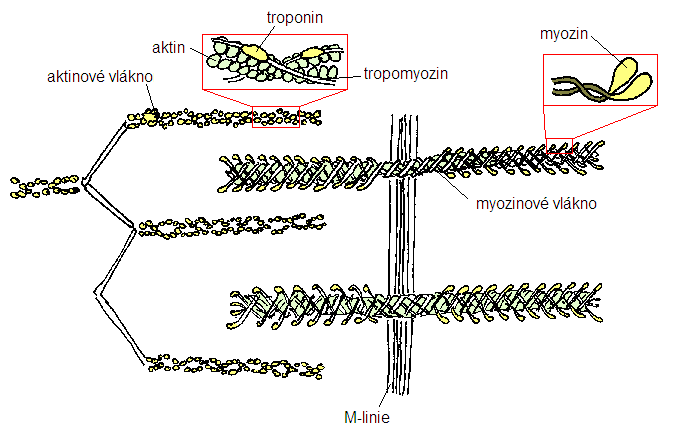 troponin
aktin
tropomyozin
aktinové vlákno
myozin
myozinové vlákno
M-linie